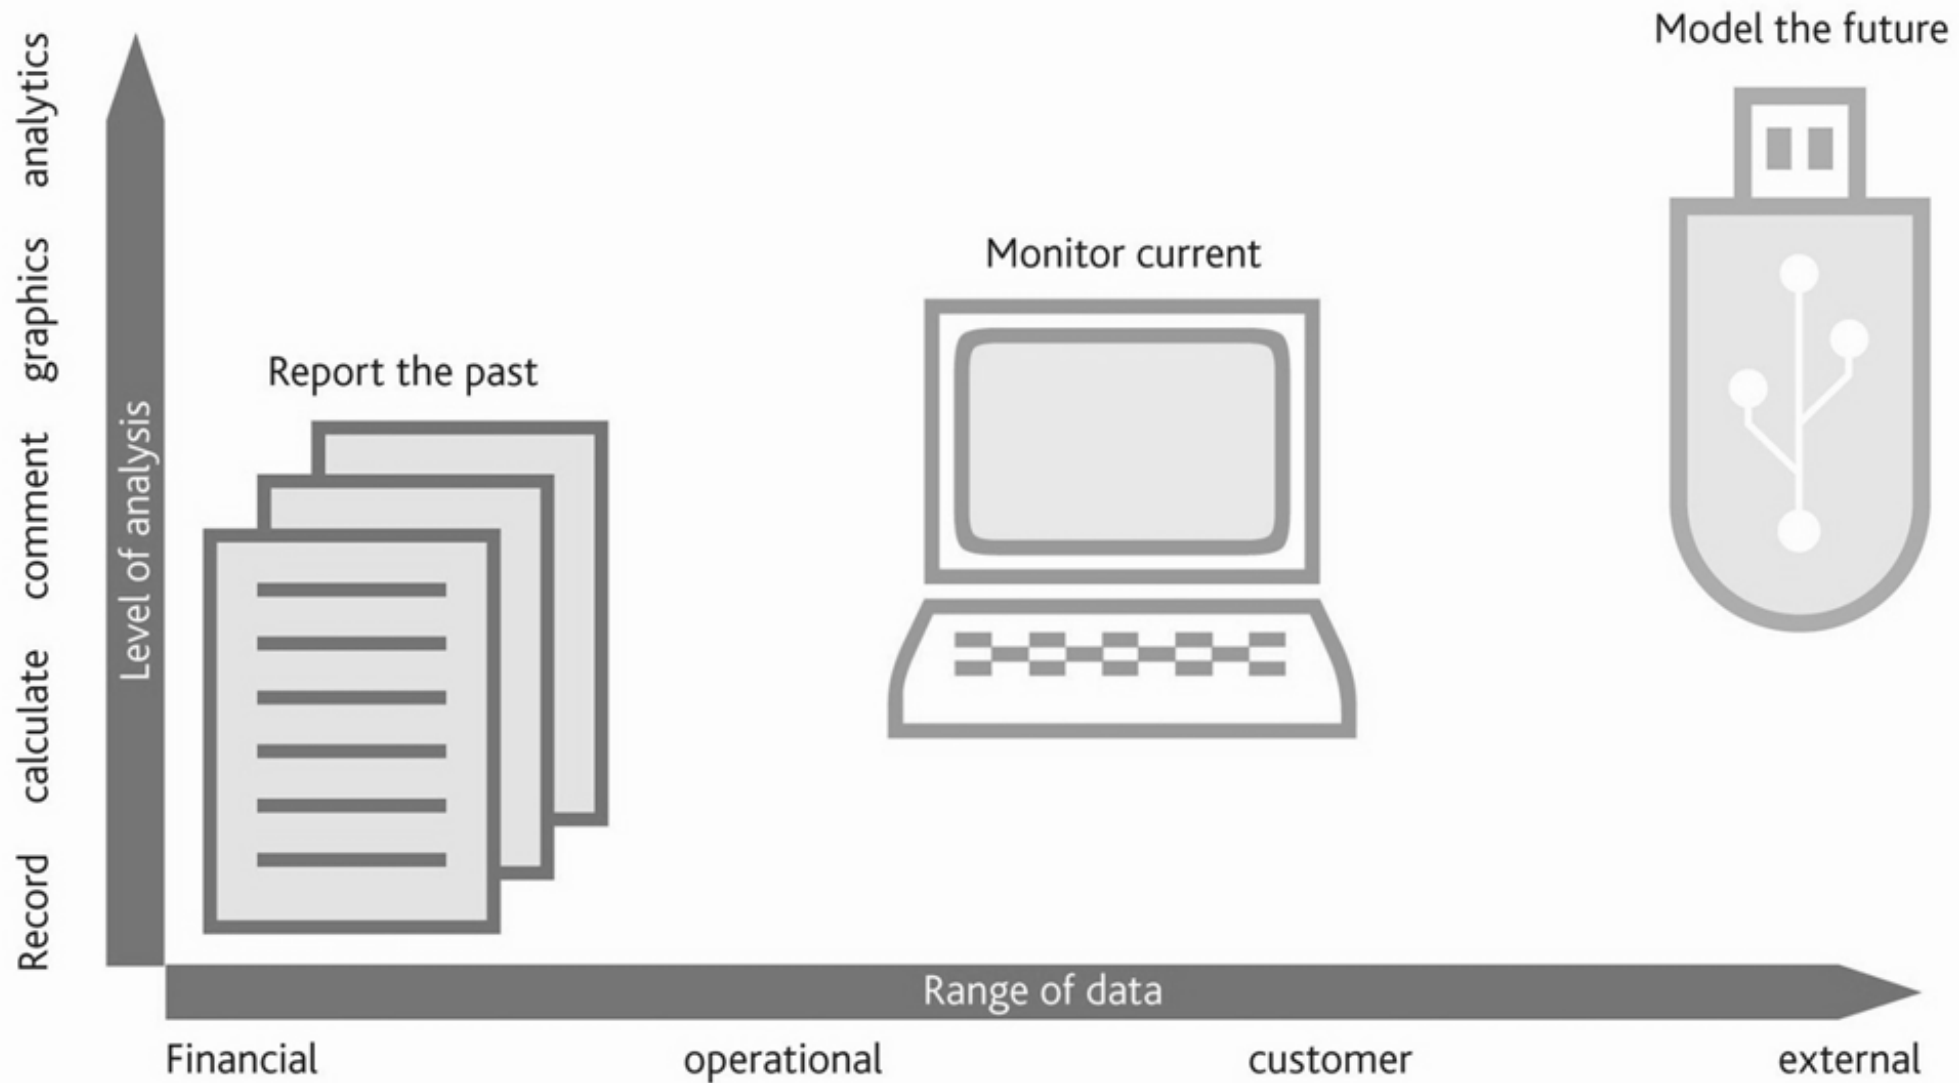 Model the future
Monitor current
Report the past
Record calculate comment graphics analytics
Level of analysis
Range of data
Financial operational customer external